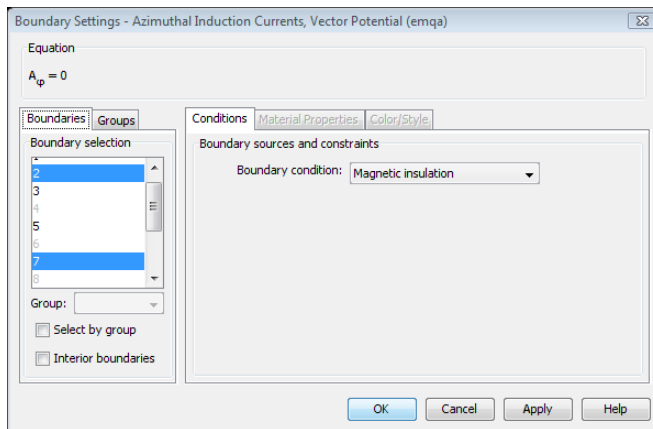 Boundary Settings - Azimuthal Induction Currents, Vector Potential (emqa)
Equation
Aφ = 0
Boundaries Groups
Conditions Material Properties Color/Style
Boundary selection
Boundary sources and constraints
Boundary condition: Magnetic insulation
2
3
4
5
6
7
8
Group:
Select by group
Interior boundaries
OK Cancel Apply Help